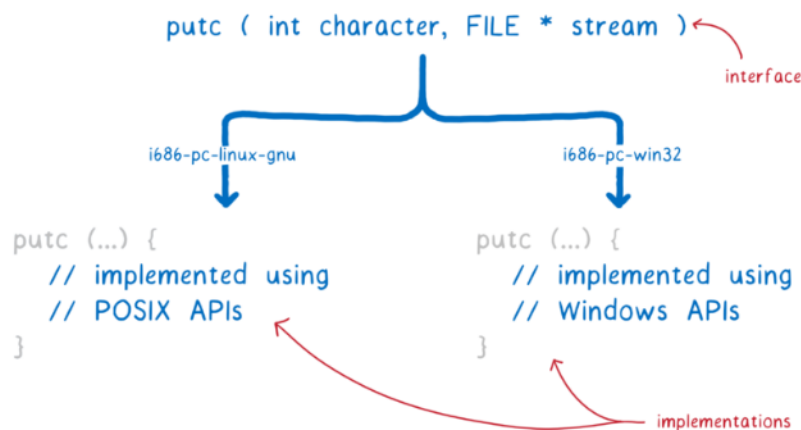 putc ( int character, FILE * stream )
interface
i686-pc-linux-gnu
i686-pc-win32
putc (...) {
// implemented using
// POSIX APIs
}
putc (...) {
// implemented using
// Windows APIs
}
implementations